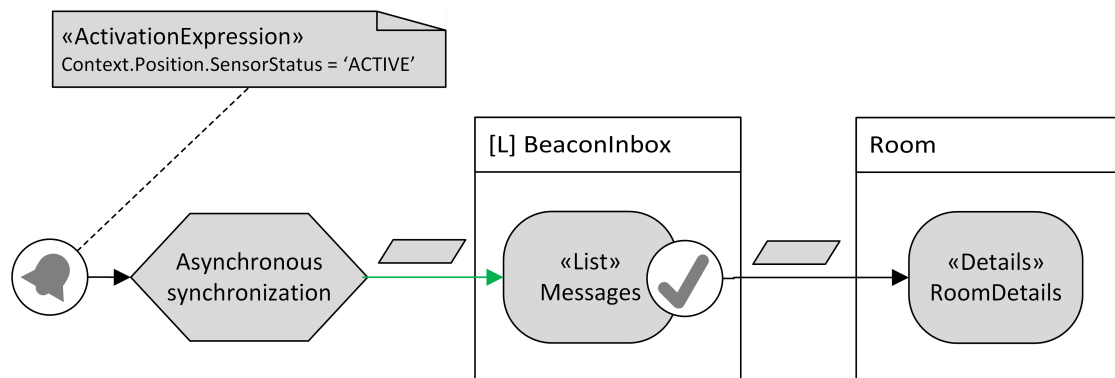 «ActivationExpression»
Context.Position.SensorStatus = ‘ACTIVE’
[L] BeaconInbox
Room
Asynchronous
synchronization
«List»
Messages
«Details»
RoomDetails